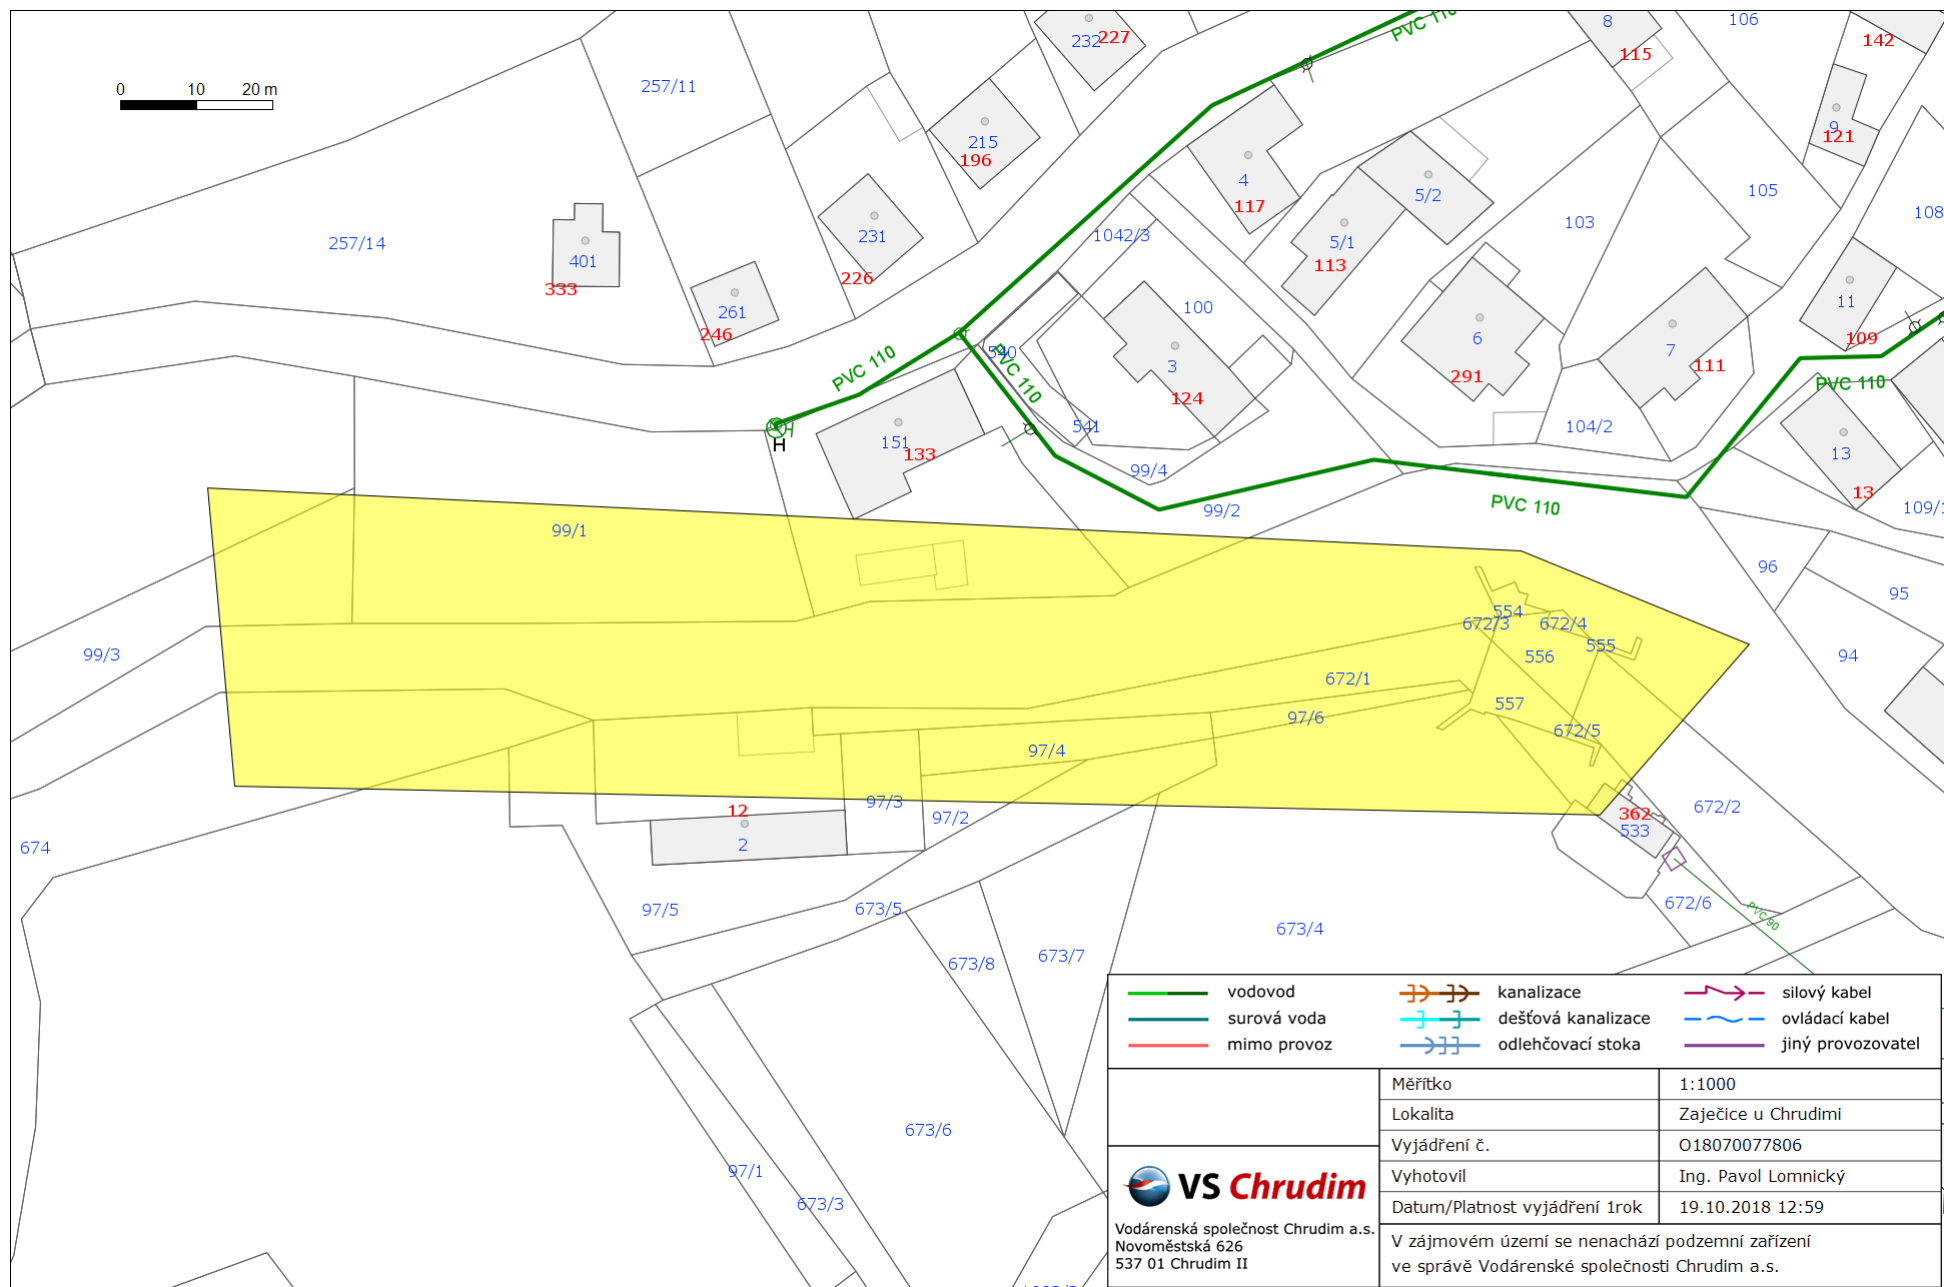 0 10 20 m
PVC 110
8
106
232
227
115
142
257/11
9
121
215
196
4
117
5/2
105
103
108
257/14
401
333
231
226
1042/3
5/1
113
261
246
100
11
109
6
291
7
111
540
PVC 110
PVC 110
3
124
PVC 110
H
H
151
133
541
99/4
104/2
13
13
99/1
99/2
PVC 110
109/1
96
95
554
672/3
672/4
555
556
94
99/3
672/1
557
97/6
672/5
97/4
12
2
97/3
97/2
362
533
672/2
674
97/5
673/5
673/4
672/6
PVC 90
673/8
673/7
673/6
97/1
673/3
vodovod
surová voda
mimo provoz
kanalizace
dešťová kanalizace
odlehčovací stoka
silový kabel
ovládací kabel
jiný provozovatel
Měřítko 1:1000
Lokalita Zaječice u Chrudimi
Vyjádření č. O18070077806
Vyhotovil Ing. Pavol Lomnický
Datum/Platnost vyjádření 1rok 19.10.2018 12:59
VS Chrudim
Vodárenská společnost Chrudim a.s.
Novoměstská 626
537 01 Chrudim II
V zájmovém území se nenachází podzemní zařízení
ve správě Vodárenské společnosti Chrudim a.s.